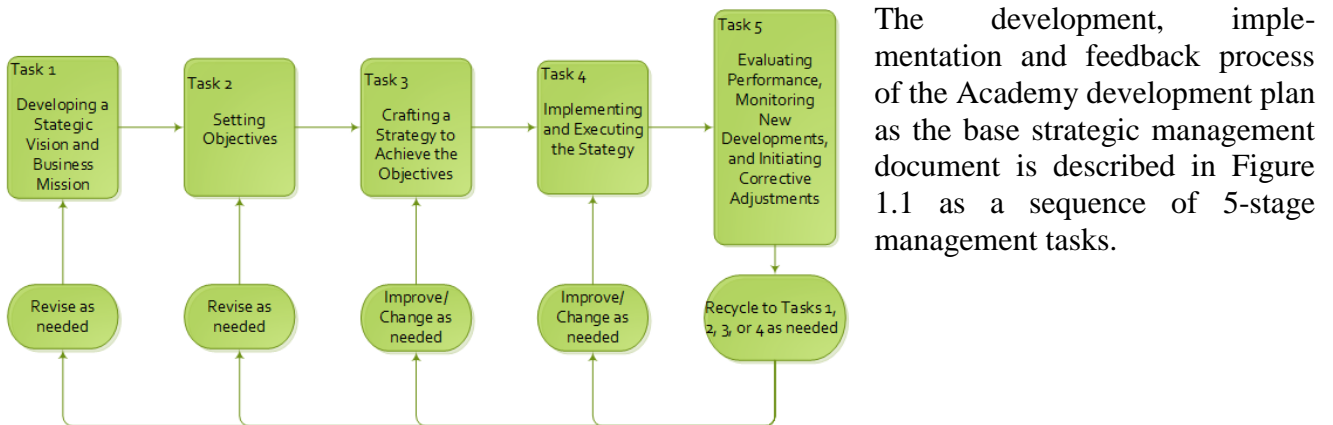 Task 1
Developing a
Stategic
Vision and
Business
Mission
Task 2
Setting
Objectives
Task 3
Crafting a
Strategy to
Achieve the
Objectives
Task 4
Implementing
and Executing
the Stategy
Task 5
Evaluating
Performance,
Monitoring
New
Developments,
and Initiating
Corrective
Adjustments
Revise as
needed
Revise as
needed
Improve/
Change as
needed
Improve/
Change as
needed
Recycle to Tasks 1,
2, 3, or 4 as needed
The development, imple-
mentation and feedback process
of the Academy development plan
as the base strategic management
document is described in Figure
1.1 as a sequence of 5-stage
management tasks.